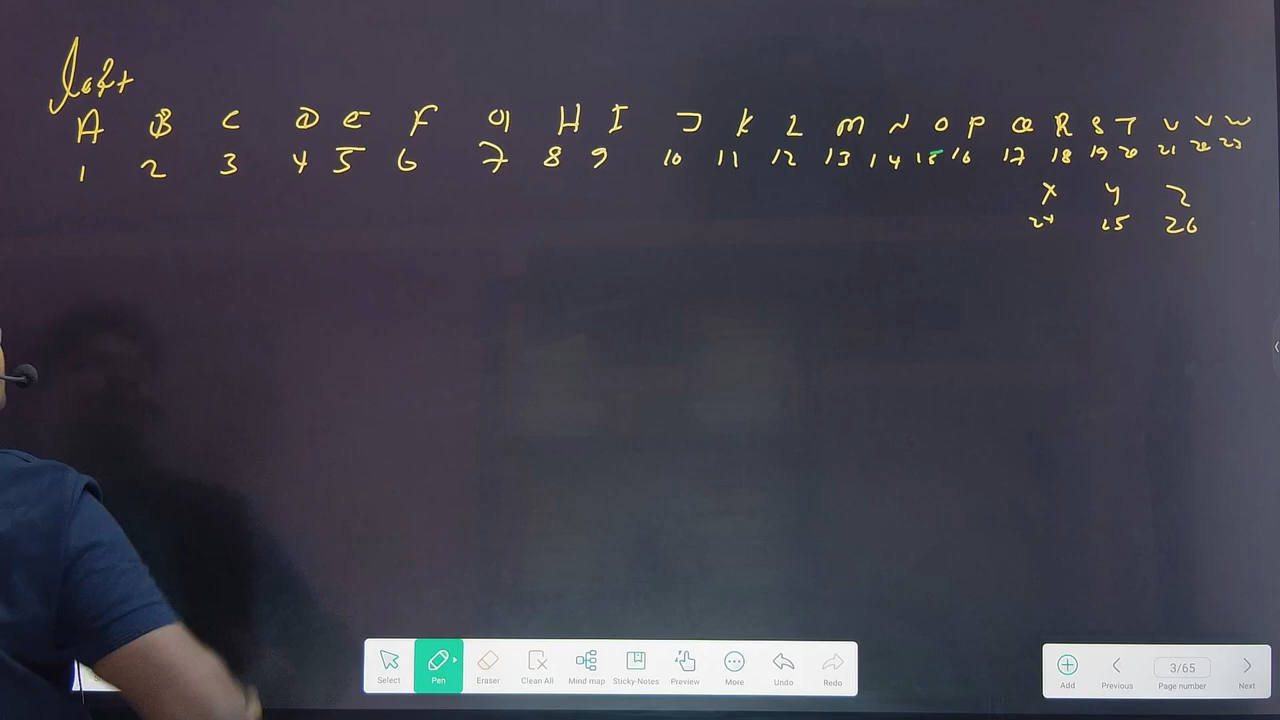 left
A B C D E F G H I J K L M N O P Q R S T U V W
1 2 3 4 5 6 7 8 9 10 11 12 13 14 15 16 17 18 19 20 21 22 23
X Y Z
24 25 26
Select Pen Eraser Clean All Mind map Sticky-Notes Preview More Undo Redo
Add Previous 3/65 Page number Next